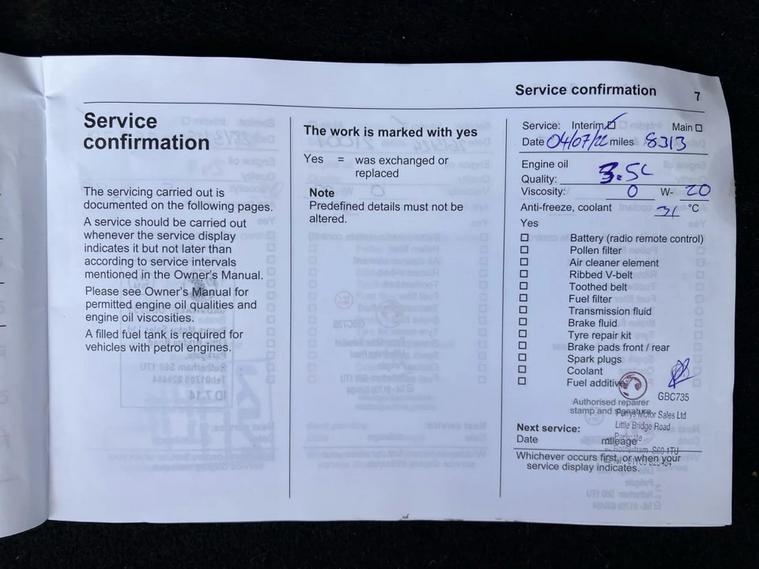 Service confirmation 7
Service
confirmation
The servicing carried out is
documented on the following pages.
A service should be carried out
whenever the service display
indicates it but not later than
according to service intervals
mentioned in the Owner's Manual.
Please see Owner's Manual for
permitted engine oil qualities and
engine oil viscosities.
A filled fuel tank is required for
vehicles with petrol engines.
The work is marked with yes
Yes = was exchanged or
replaced
Note
Predefined details must not be
altered.
Service: Interim Main
Date 04/07/22 miles 8313
Engine oil
Quality: 3.5L
Viscosity: 0 W- 20
Anti-freeze, coolant 31 °C
Yes
Battery (radio remote control)
Pollen filter
Air cleaner element
Ribbed V-belt
Toothed belt
Fuel filter
Transmission fluid
Brake fluid
Tyre repair kit
Brake pads front / rear
Spark plugs
Coolant
Fuel additive
GBC735
Authorised repairer
stamp and signature
Motor Sales Ltd
Little Bridge Road
Next service:
Date mileage
S60 1TU
Whichever occurs first, or when your
service display indicates.